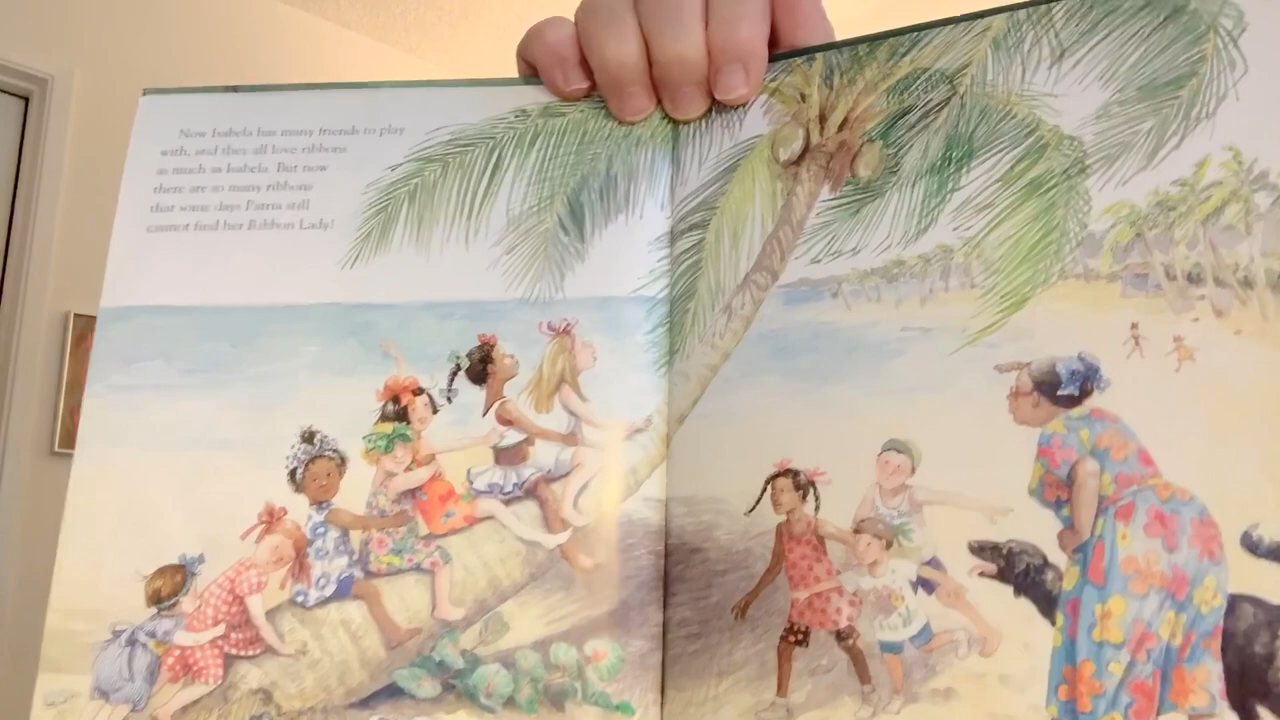 Now Isabela has many friends to play
with, and they all love ribbons
as much as Isabela. But now
there are so many ribbons
that some days Patria still
cannot find her Ribbon Lady!